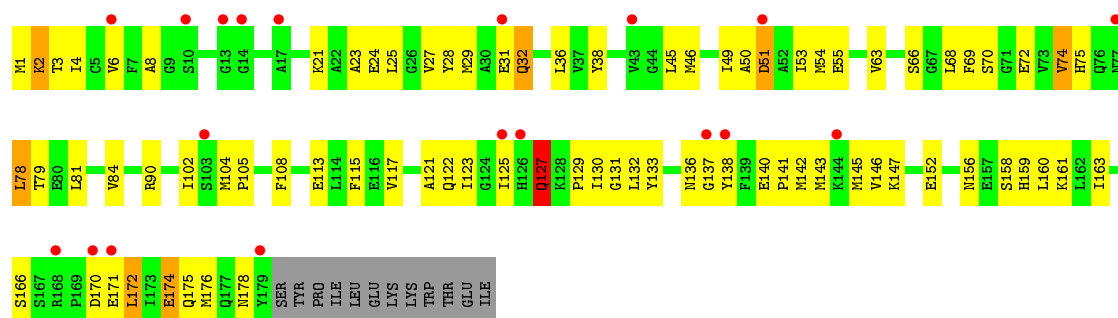 M1 K2 T3 I4 C5 V6 F7 A8 G9 S10 G13 G14 A17 K21 A22 A23 E24 L25 G26 V27 Y28 M29 A30 E31 Q32 L36 V37 Y38 V43 G44 L45 M46 I49 A50 D51 A52 I53 M54 E55 V63 S66 G67 L68 F69 S70 G71 E72 V73 V74 H75 Q76 N77
L78 T79 E80 L81 V84 R90 I102 S103 M104 P105 F108 E113 L114 F115 E116 V117 A121 Q122 I123 G124 I125 H126 Q127 K128 P129 I130 G131 L132 Y133 N136 G137 Y138 F139 E140 P141 M142 M143 K144 M145 V146 K147 E152 N156 E157 S158 H159 L160 K161 L162 I163
S166 S167 R168 P169 D170 E171 L172 I173 E174 Q175 M176 Q177 N178 Y179 SER TYR PRO ILE LEU GLU LYS LYS TRP THR GLU ILE